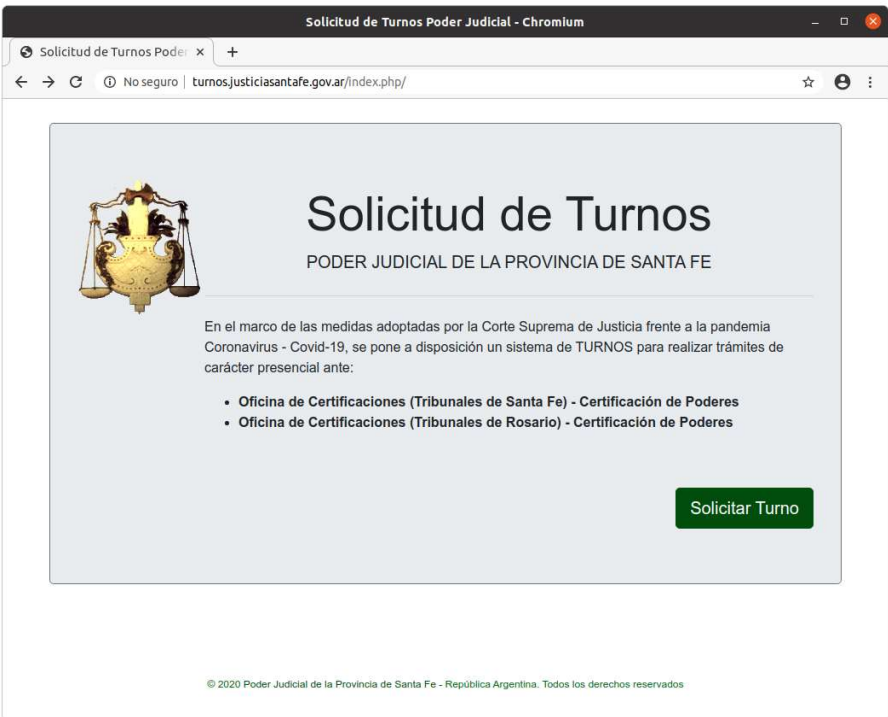 Solicitud de Turnos Poder Judicial - Chromium
Solicitud de Turnos Poder
No seguro | turnos.justiciasantafe.gov.ar/index.php/
Solicitud de Turnos
PODER JUDICIAL DE LA PROVINCIA DE SANTA FE
En el marco de las medidas adoptadas por la Corte Suprema de Justicia frente a la pandemia
Coronavirus - Covid-19, se pone a disposición un sistema de TURNOS para realizar trámites de
carácter presencial ante:
• Oficina de Certificaciones (Tribunales de Santa Fe) - Certificación de Poderes
• Oficina de Certificaciones (Tribunales de Rosario) - Certificación de Poderes
Solicitar Turno
© 2020 Poder Judicial de la Provincia de Santa Fe - República Argentina. Todos los derechos reservados